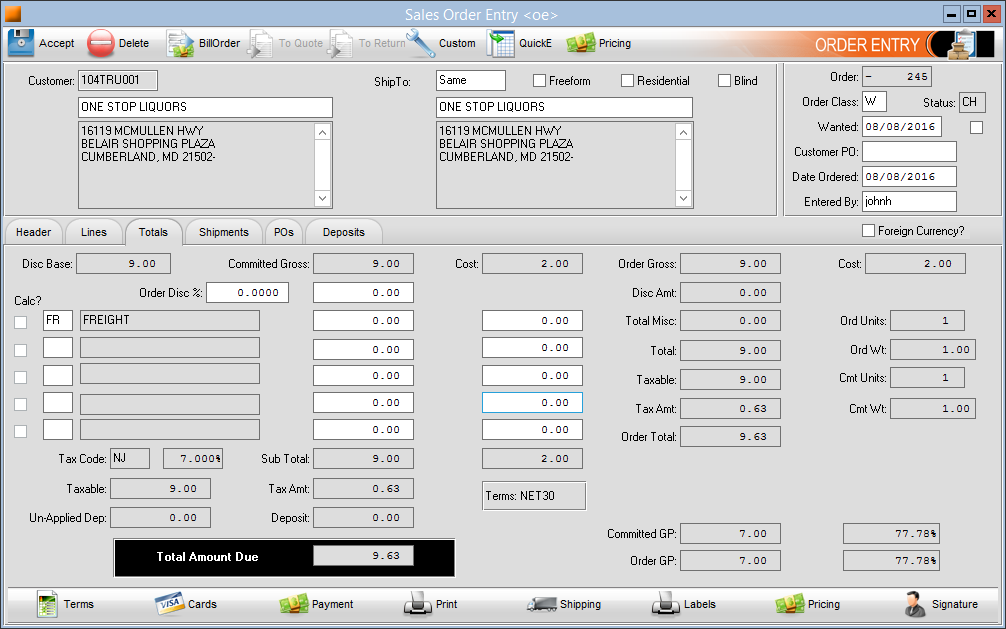 Sales Order Entry <oe>
Accept Delete BillOrder To Quote To Return Custom QuickE Pricing ORDER ENTRY
Customer: 104TRU001 ShipTo: Same Freeform Residential Blind
ONE STOP LIQUORS ONE STOP LIQUORS
16119 MCMULLEN HWY 16119 MCMULLEN HWY
BELAIR SHOPPING PLAZA BELAIR SHOPPING PLAZA
CUMBERLAND, MD 21502- CUMBERLAND, MD 21502-
Order: - 245
Order Class: W Status: CH
Wanted: 08/08/2016
Customer PO:
Date Ordered: 08/08/2016
Entered By: johnh
Header Lines Totals Shipments POs Deposits Foreign Currency?
Disc Base: 9.00 Committed Gross: 9.00 Cost: 2.00 Order Gross: 9.00 Cost: 2.00
Order Disc %: 0.0000 0.00 Disc Amt: 0.00
Calc?
FR FREIGHT 0.00 0.00 Total Misc: 0.00 Ord Units: 1
0.00 0.00 Total: 9.00 Ord Wt: 1.00
0.00 0.00 Taxable: 9.00 Cmt Units: 1
0.00 0.00 Tax Amt: 0.63 Cmt Wt: 1.00
0.00 0.00 Order Total: 9.63
Tax Code: NJ 7.000% Sub Total: 9.00 2.00
Taxable: 9.00 Tax Amt: 0.63 Terms: NET30
Un-Applied Dep: 0.00 Deposit: 0.00
Committed GP: 7.00 77.78%
Total Amount Due 9.63
Order GP: 7.00 77.78%
Terms VISA Cards Payment Print Shipping Labels Pricing Signature